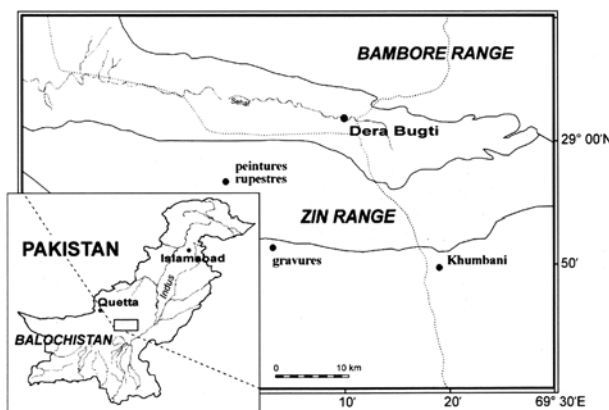 BAMBORE RANGE
Dera Bugti
29° 00'N
peintures
rupestres
ZIN RANGE
gravures
50'
Khumbani
PAKISTAN
Islamabad
Indus
Quetta
BALOCHISTAN
0 10 km
10'
20'
69° 30'E